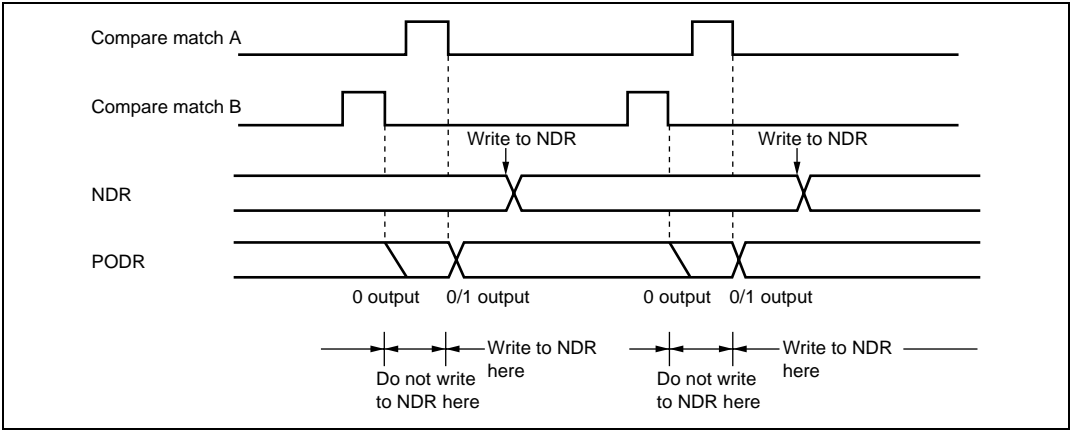 Compare match A
Compare match B
Write to NDR
Write to NDR
NDR
PODR
0 output
0/1 output
0 output
0/1 output
Write to NDR
here
Write to NDR
here
Do not write
to NDR here
Do not write
to NDR here